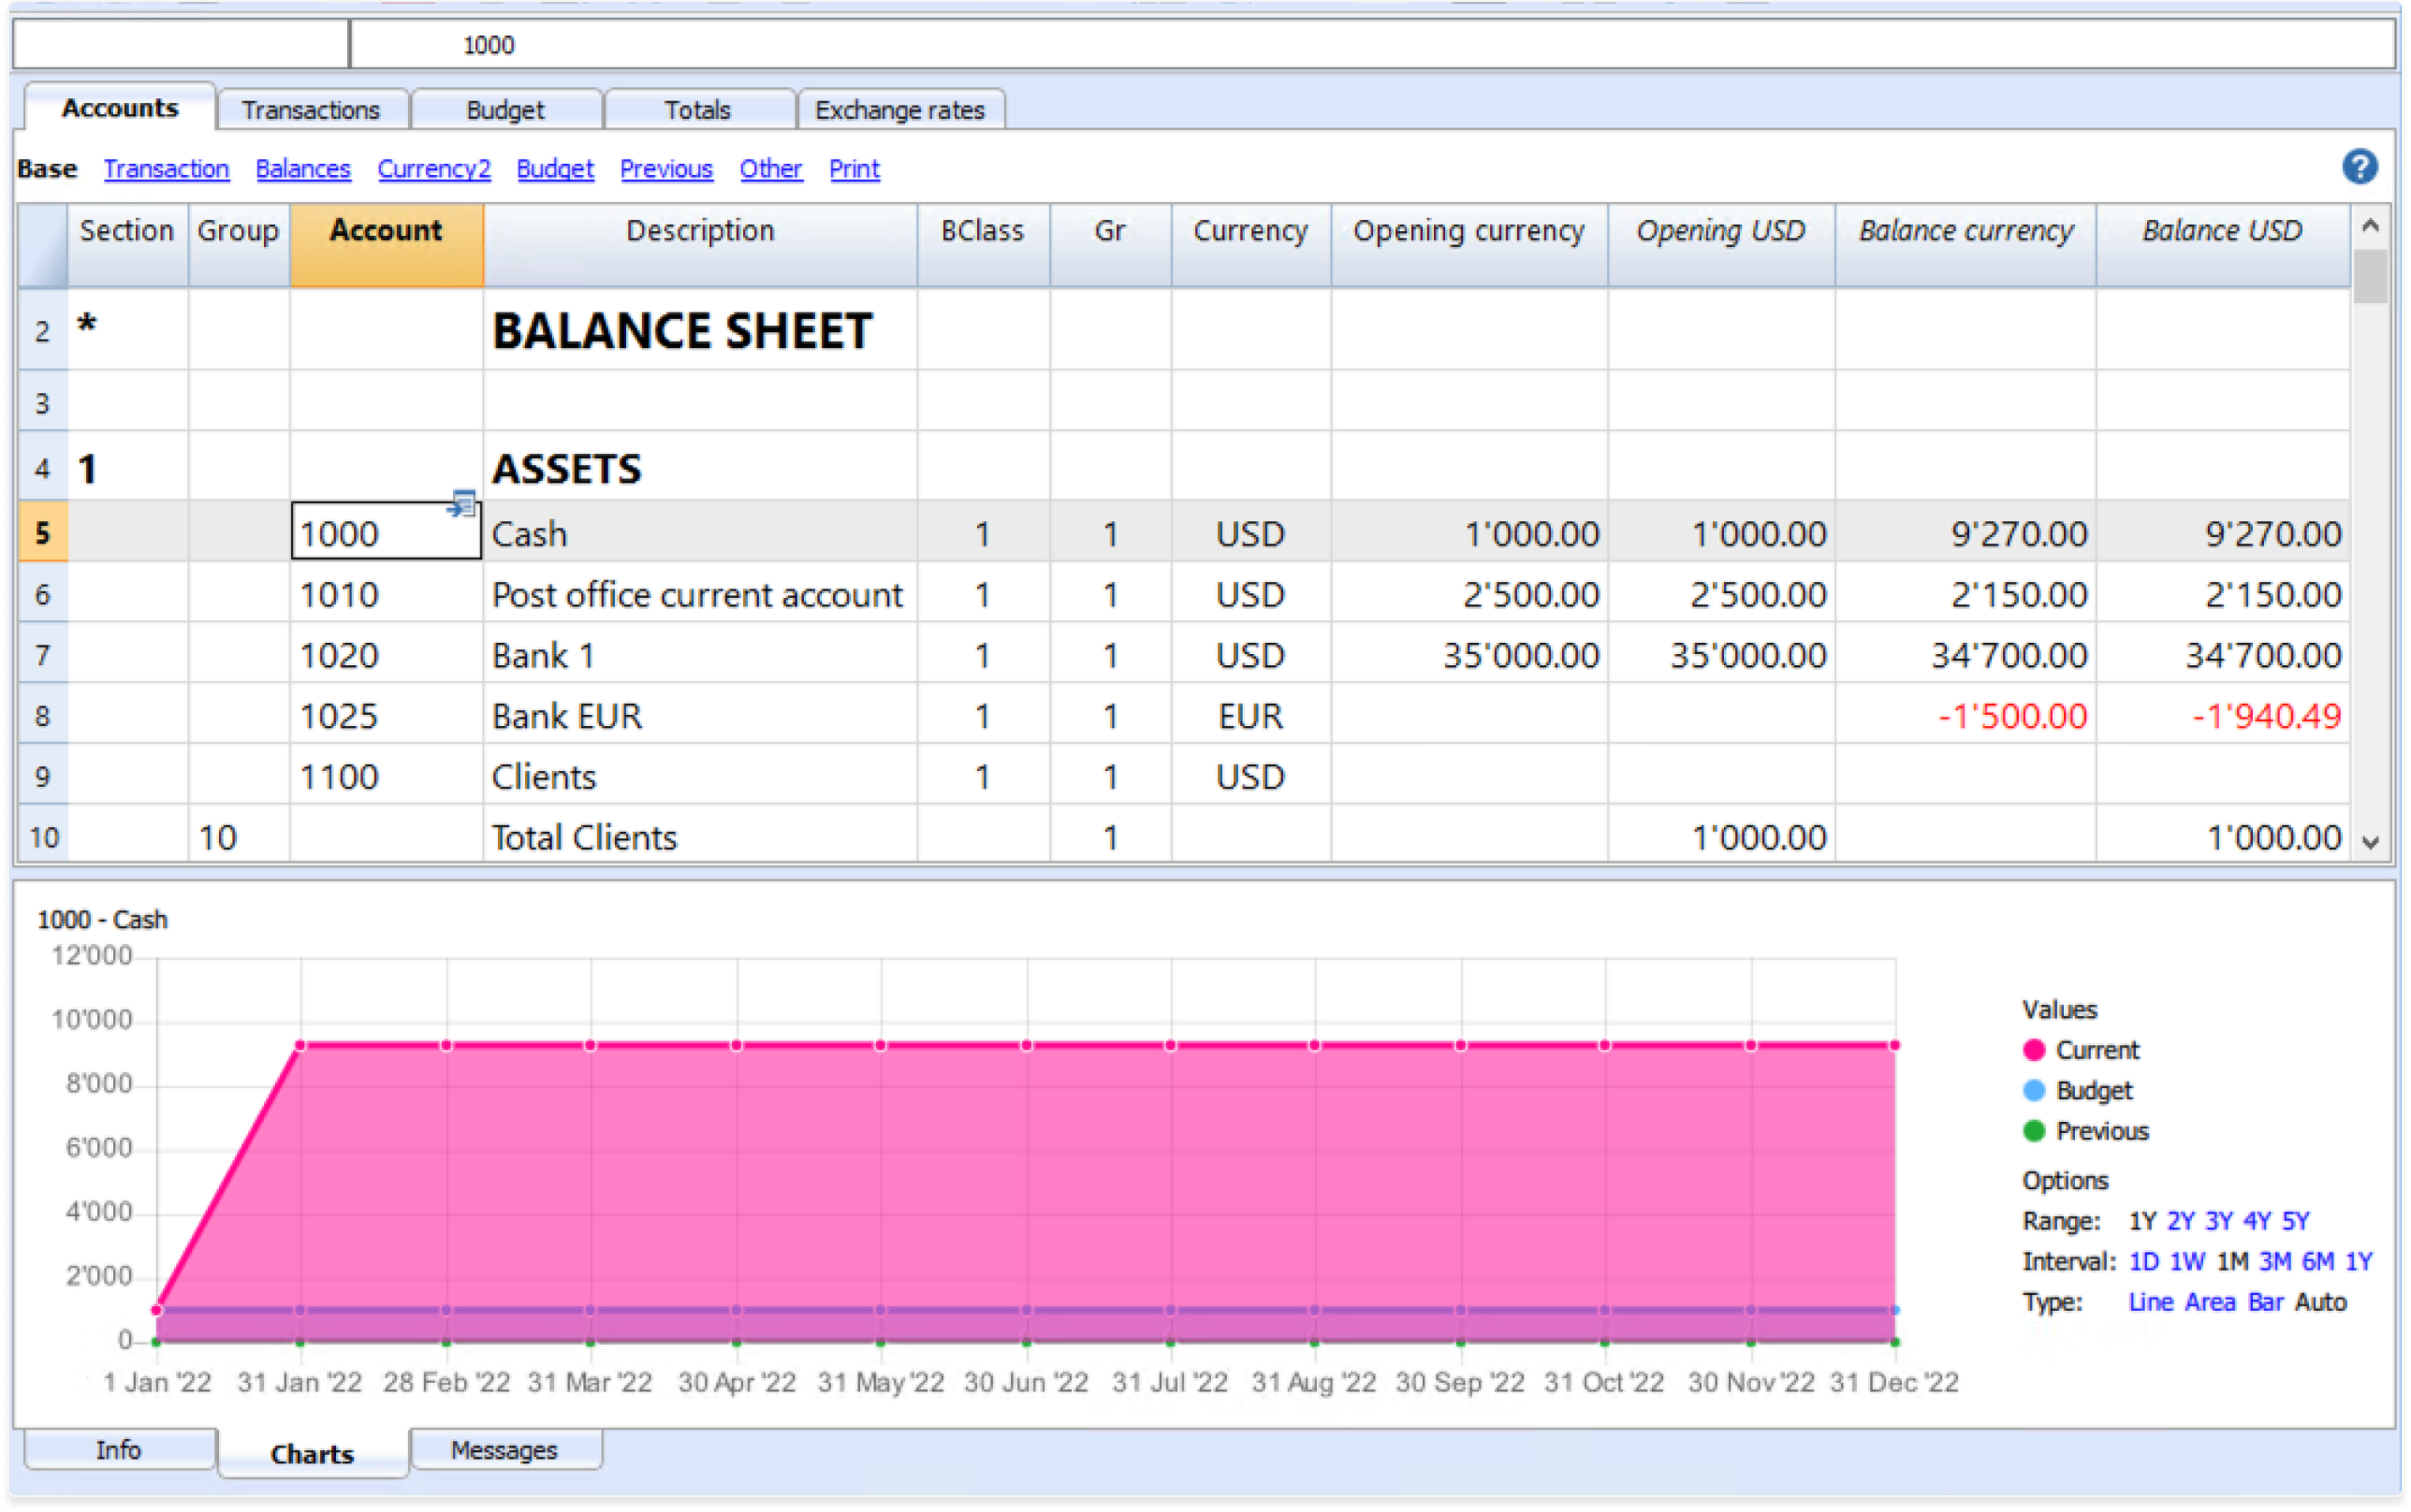 1000
Accounts Transactions Budget Totals Exchange rates
Base Transaction Balances Currency2 Budget Previous Other Print ?
Section Group Account Description BClass Gr Currency Opening currency Opening USD Balance currency Balance USD
2 * BALANCE SHEET
3
4 1 ASSETS
5 1000 Cash 1 1 USD 1'000.00 1'000.00 9'270.00 9'270.00
6 1010 Post office current account 1 1 USD 2'500.00 2'500.00 2'150.00 2'150.00
7 1020 Bank 1 1 1 USD 35'000.00 35'000.00 34'700.00 34'700.00
8 1025 Bank EUR 1 1 EUR -1'500.00 -1'940.49
9 1100 Clients 1 1 USD
10 10 Total Clients 1 1'000.00 1'000.00
1000 - Cash
12'000
10'000
8'000
6'000
4'000
2'000
0
1 Jan '22 31 Jan '22 28 Feb '22 31 Mar '22 30 Apr '22 31 May '22 30 Jun '22 31 Jul '22 31 Aug '22 30 Sep '22 31 Oct '22 30 Nov '22 31 Dec '22
Values
Current
Budget
Previous
Options
Range: 1Y 2Y 3Y 4Y 5Y
Interval: 1D 1W 1M 3M 6M 1Y
Type: Line Area Bar Auto
Info Charts Messages